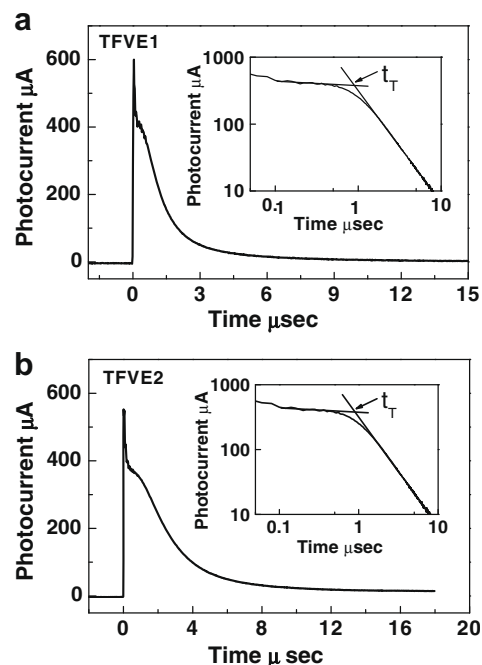 a
TFVE1
Photocurrent µA
600
400
200
0
0 3 6 9 12 15
Time µsec
Photocurrent µA
1000
100
10
0.1 1 10
Time µsec
t_T
b
TFVE2
Photocurrent µA
600
400
200
0
0 4 8 12 16 20
Time µ sec
Photocurrent µA
1000
100
10
0.1 1 10
Time µsec
t_T